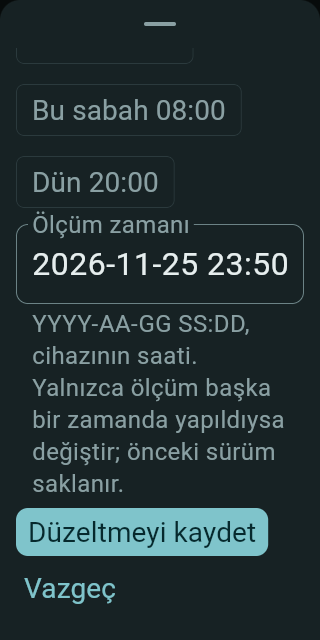 Bu sabah 08:00
Dün 20:00
Ölçüm zamanı
2026-11-25 23:50
YYYY-AA-GG SS:DD,
cihazının saati.
Yalnızca ölçüm başka
bir zamanda yapıldıysa
değiştir; önceki sürüm
saklanır.
Düzeltmeyi kaydet
Vazgeç